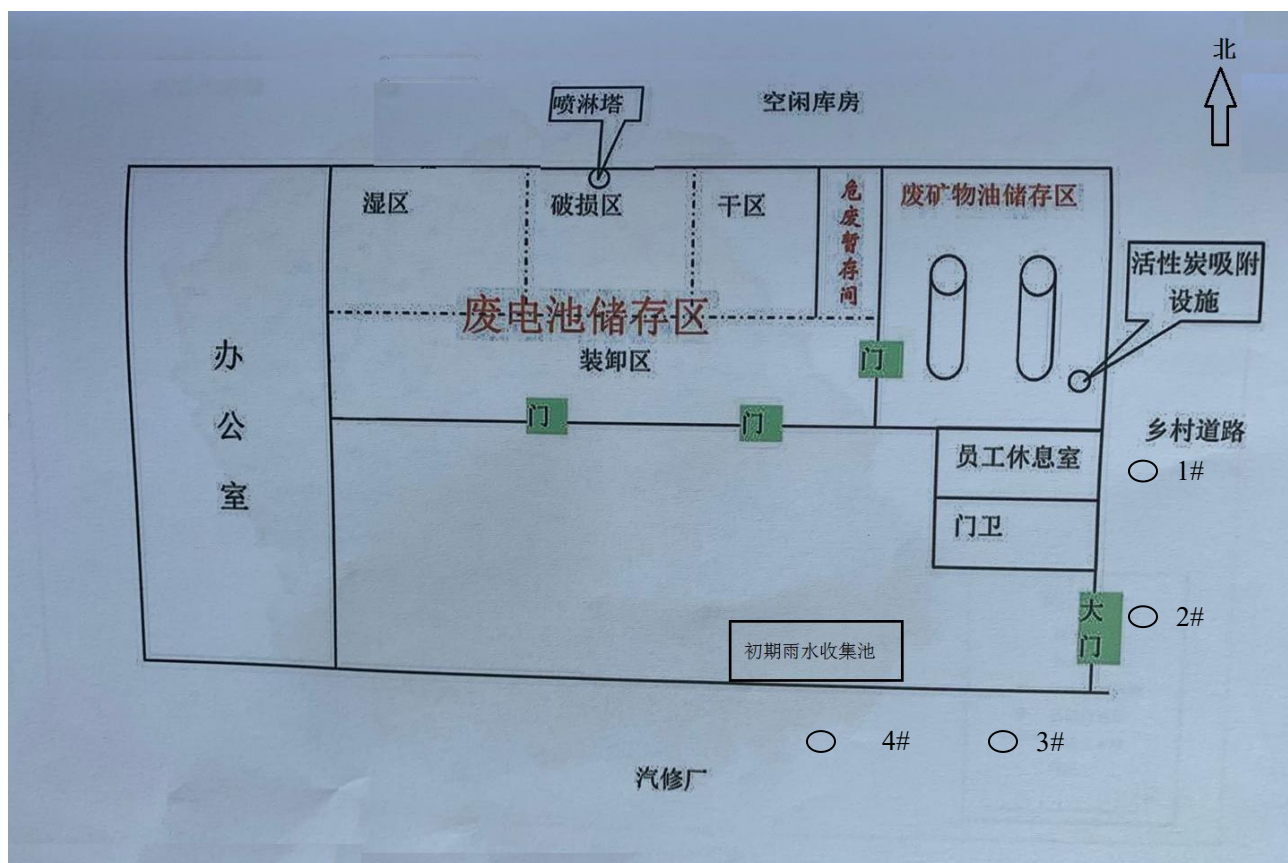 北
喷淋塔
空闲库房
湿区
破损区
干区
危废暂存间
废矿物油储存区
活性炭吸附
设施
废电池储存区
办公室
装卸区
门
门
门
乡村道路
员工休息室
1#
门卫
大门
2#
初期雨水收集池
4#
3#
汽修厂